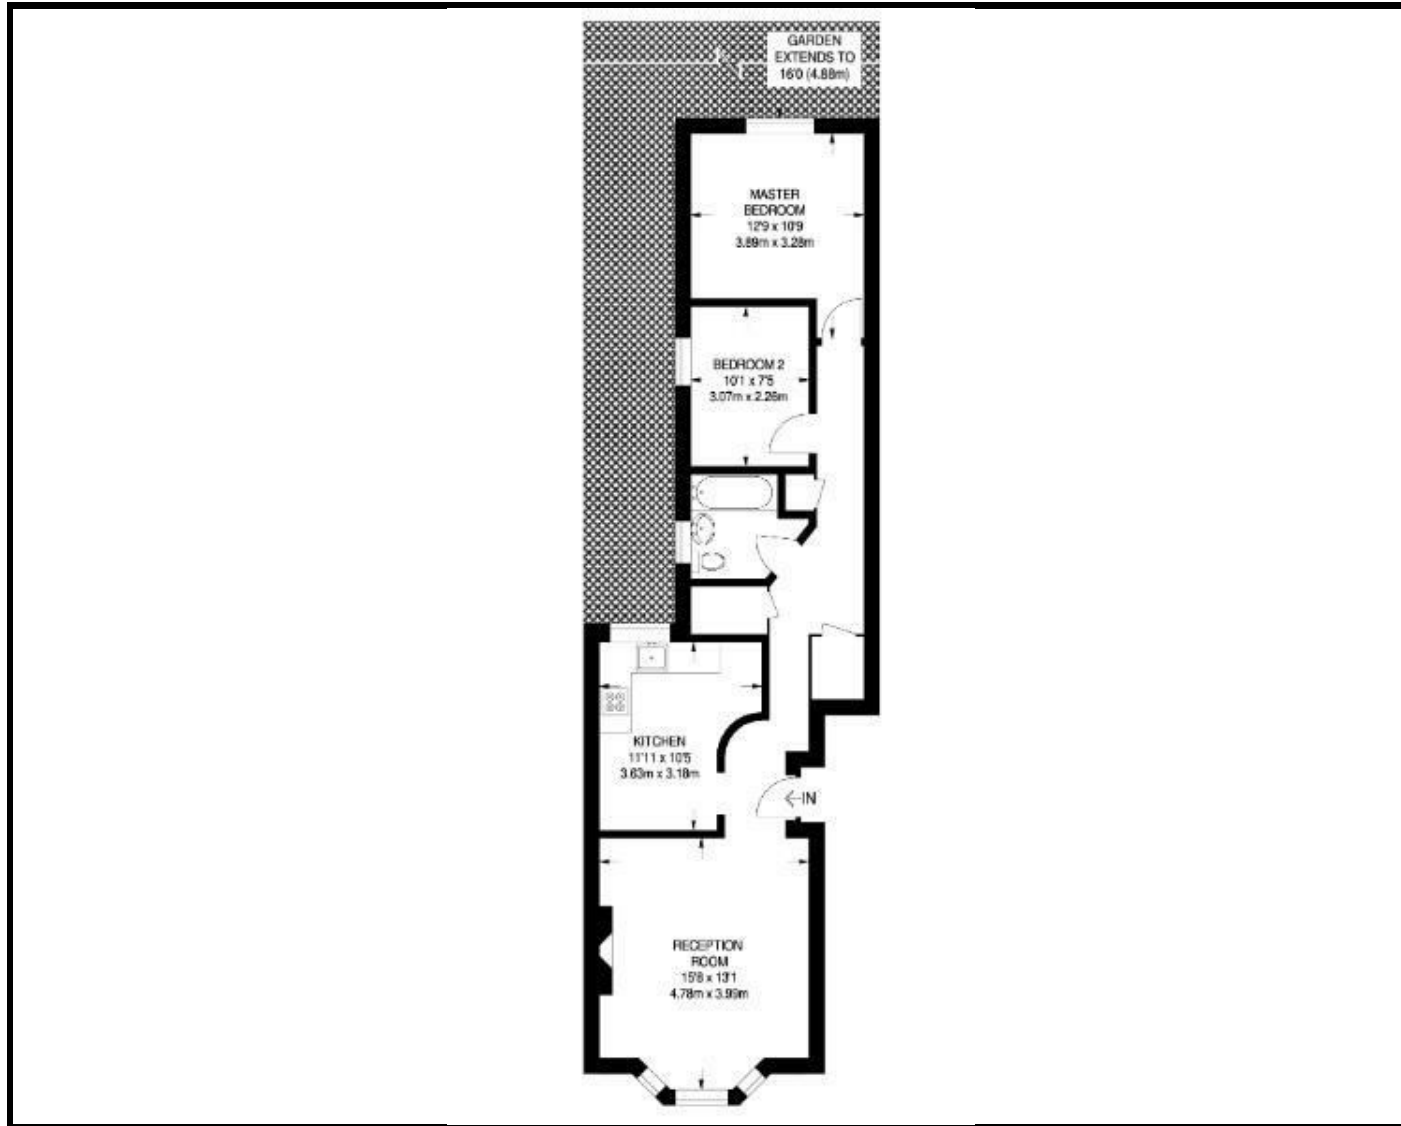 GARDEN
EXTENDS TO
16'0 (4.88m)
MASTER
BEDROOM
12'9 x 10'9
3.89m x 3.28m
BEDROOM 2
10'1 x 7'5
3.07m x 2.26m
KITCHEN
11'11 x 10'5
3.63m x 3.18m
IN
RECEPTION
ROOM
15'8 x 13'1
4.78m x 3.99m